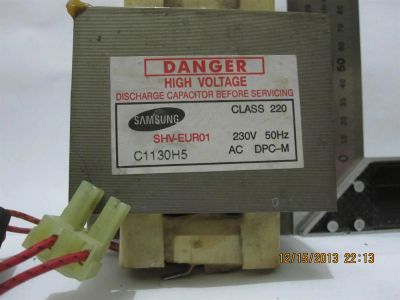 DANGER
HIGH VOLTAGE
DISCHARGE CAPACITOR BEFORE SERVICING
CLASS 220
SAMSUNG
SHV-EUR01
230V 50Hz
C1130H5
AC DPC-M
50
12/15/2013 22:13